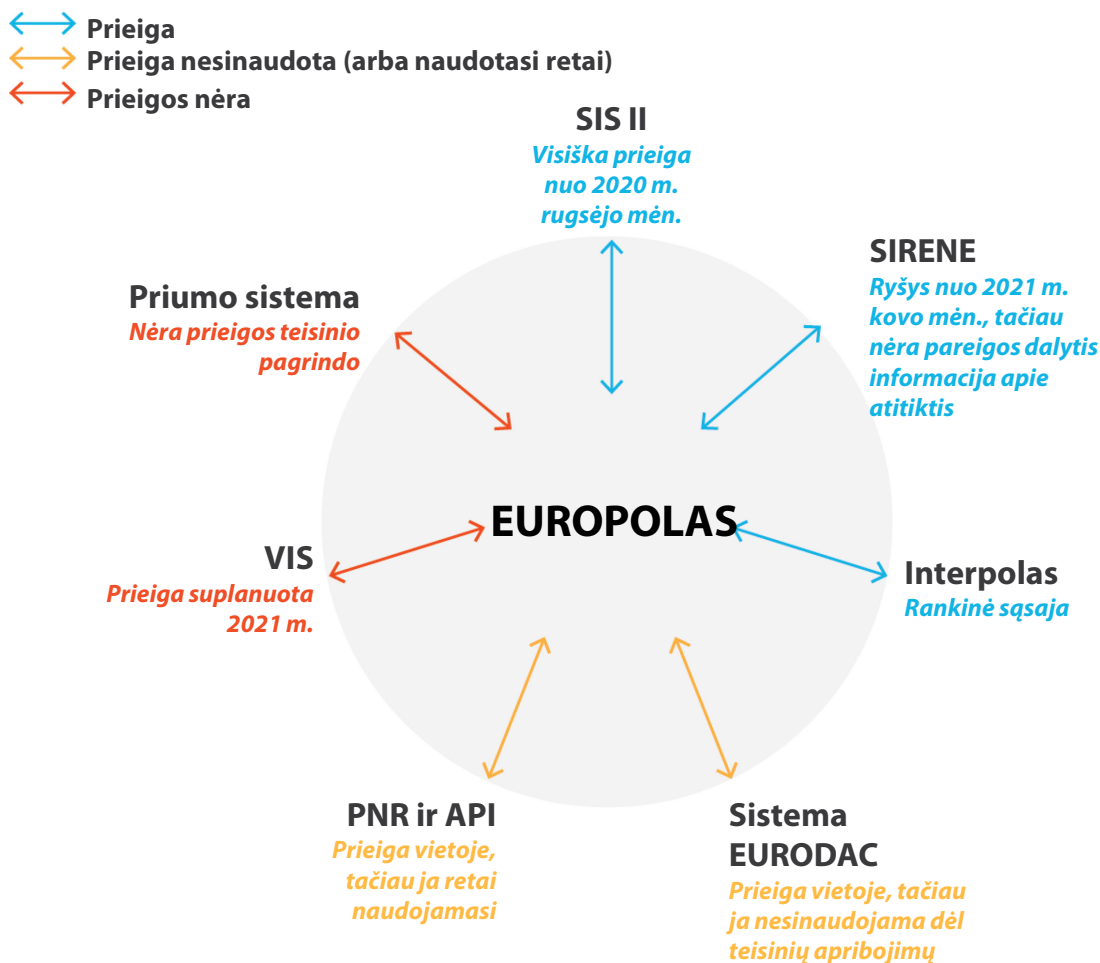 Prieiga
Prieiga nesinaudota (arba naudotasi retai)
Prieigos nėra
SIS II
Visiška prieiga
nuo 2020 m.
rugsėjo mėn.
SIRENE
Ryšys nuo 2021 m.
kovo mėn., tačiau
nėra pareigos dalytis
informacija apie
atitiktis
Priumo sistema
Nėra prieigos teisinio
pagrindo
EUROPOLAS
VIS
Prieiga suplanuota
2021 m.
Interpolas
Rankinė sąsaja
PNR ir API
Prieiga vietoje,
tačiau ja retai
naudojamasi
Sistema
EURODAC
Prieiga vietoje, tačiau
ja nesinaudojama dėl
teisinių apribojimų